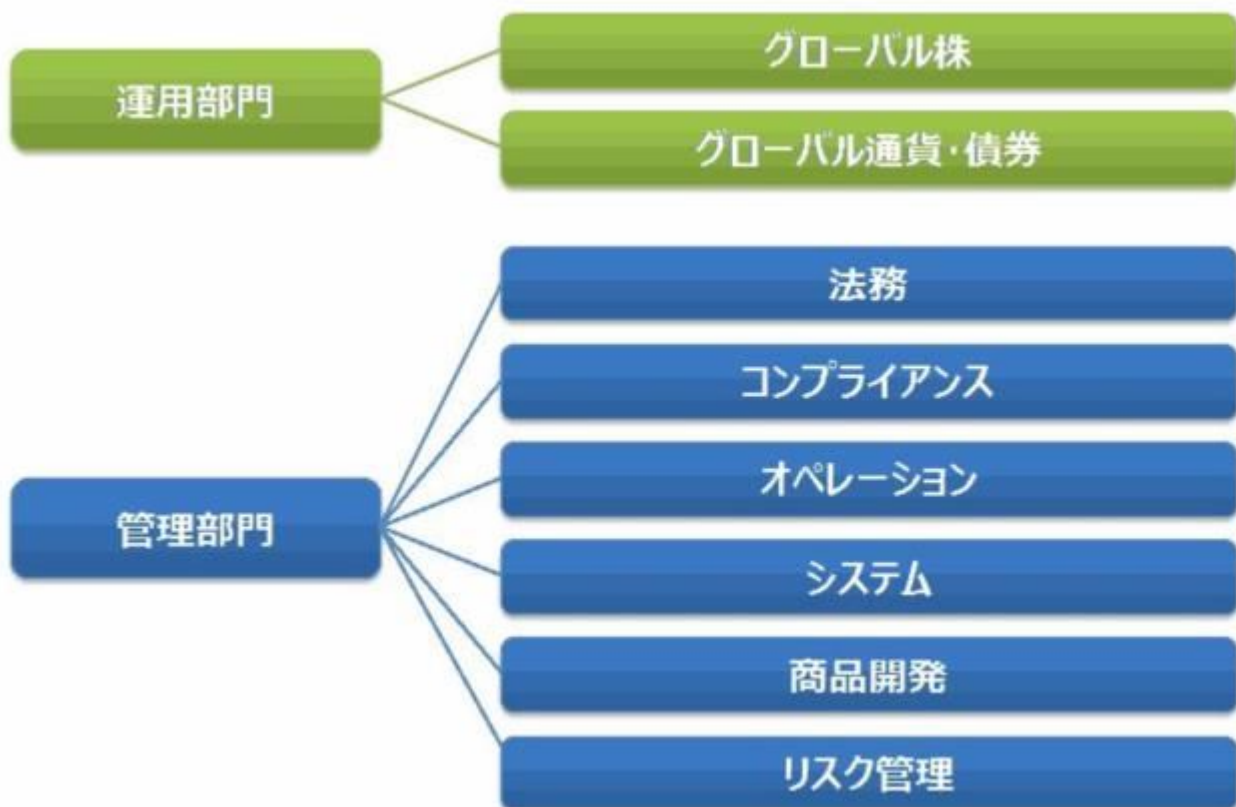 運用部門
グローバル株
グローバル通貨・債券
管理部門
法務
コンプライアンス
オペレーション
システム
商品開発
リスク管理